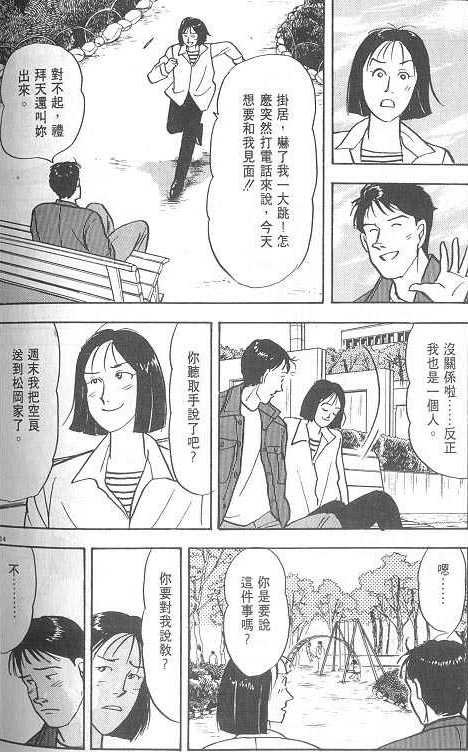 掛居，嚇了我一大跳！怎
麼突然打電話來說，今天
想要和我見面!!
對不起，禮
拜天還叫妳
出來。
沒關係啦……反正
我也是一個人。
你聽取手說了吧？
週末我把空良
送到松岡家了。
嗯……
你是要說
這件事嗎？
你要對我說教？
不………